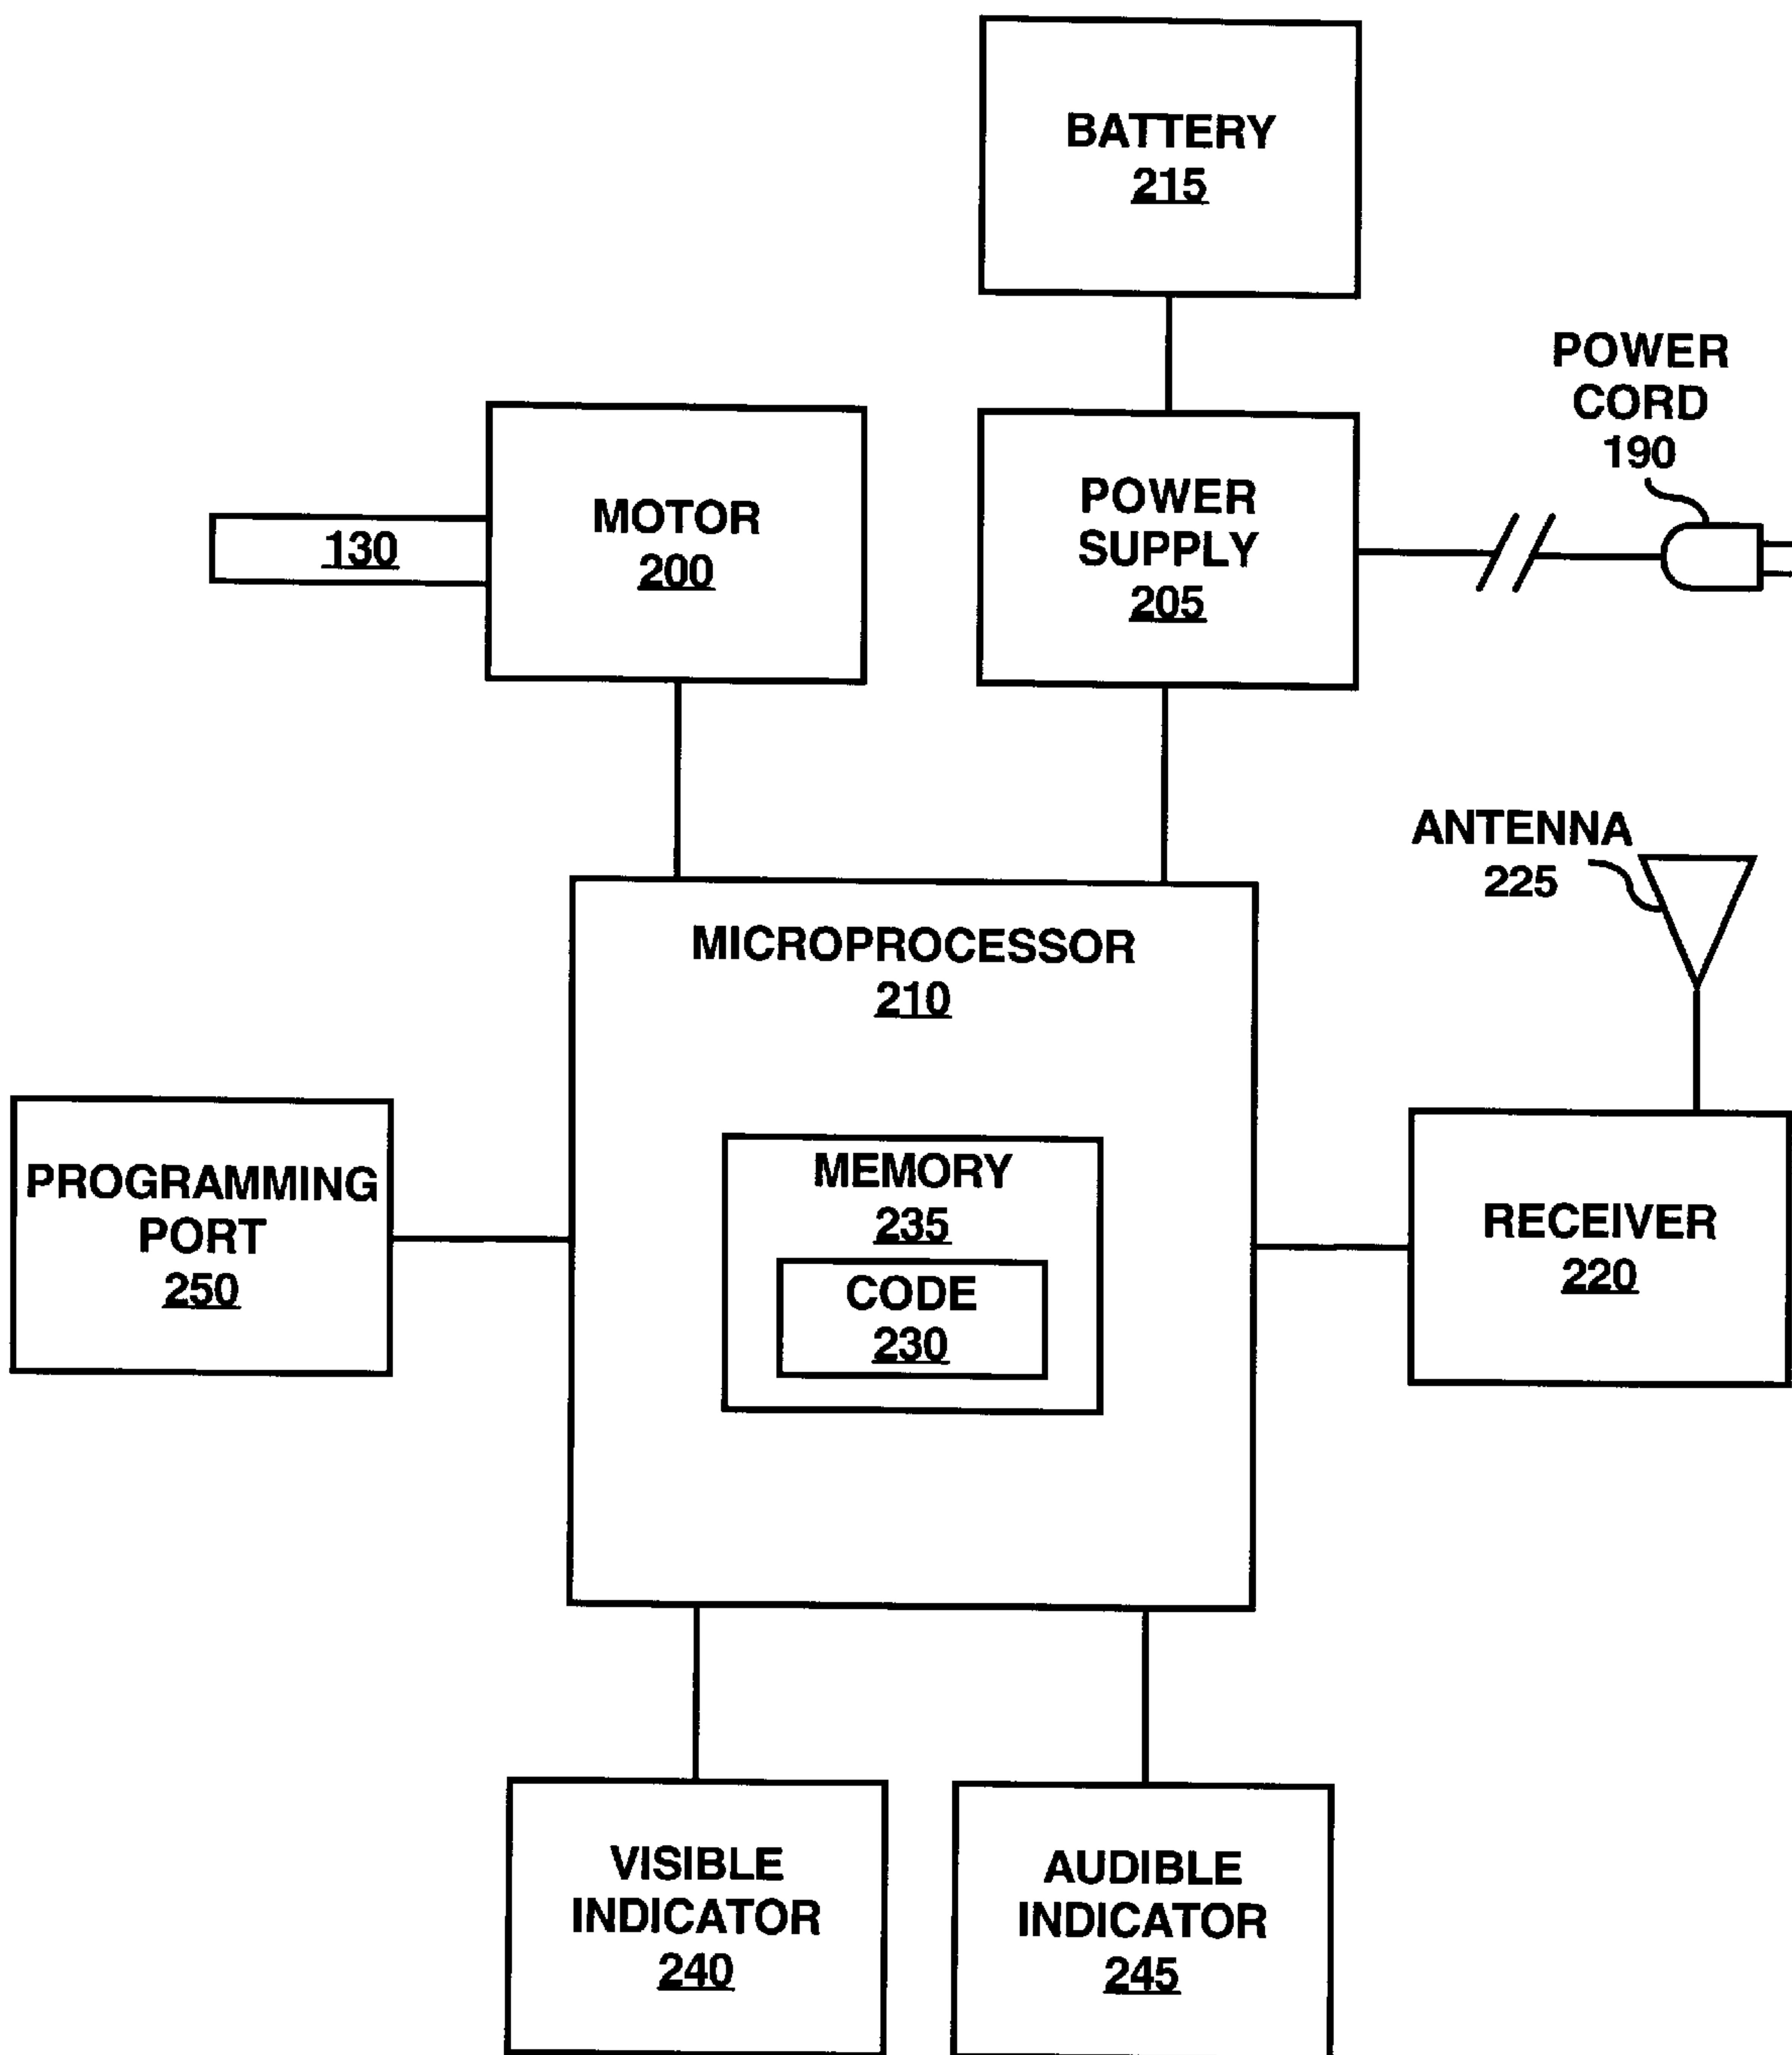 BATTERY
215
POWER
CORD
190
MOTOR
200
130
POWER
SUPPLY
205
ANTENNA
225
MICROPROCESSOR
210
PROGRAMMING
PORT
250
MEMORY
235
CODE
230
RECEIVER
220
VISIBLE
INDICATOR
240
AUDIBLE
INDICATOR
245